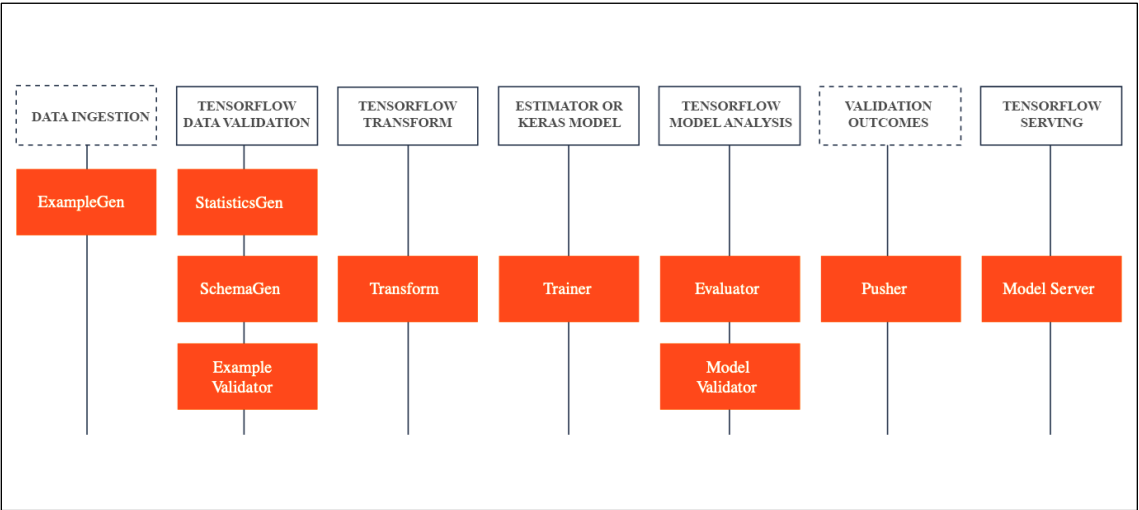 DATA INGESTION
TENSORFLOW
DATA VALIDATION
TENSORFLOW
TRANSFORM
ESTIMATOR OR
KERAS MODEL
TENSORFLOW
MODEL ANALYSIS
VALIDATION
OUTCOMES
TENSORFLOW
SERVING
ExampleGen
StatisticsGen
SchemaGen
Transform
Trainer
Evaluator
Pusher
Model Server
Example
Validator
Model
Validator